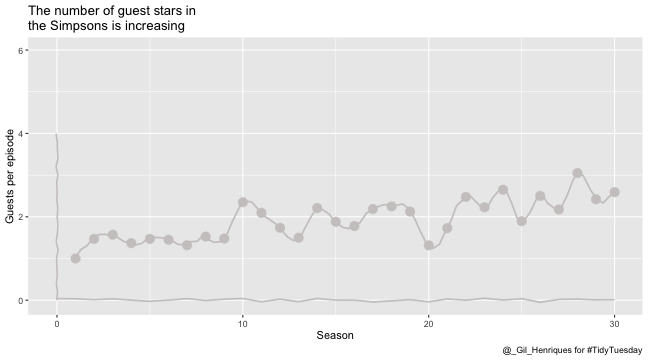 The number of guest stars in
the Simpsons is increasing
6
4
2
0
Guests per episode
0
10
20
30
Season
@_Gil_Henriques for #TidyTuesday